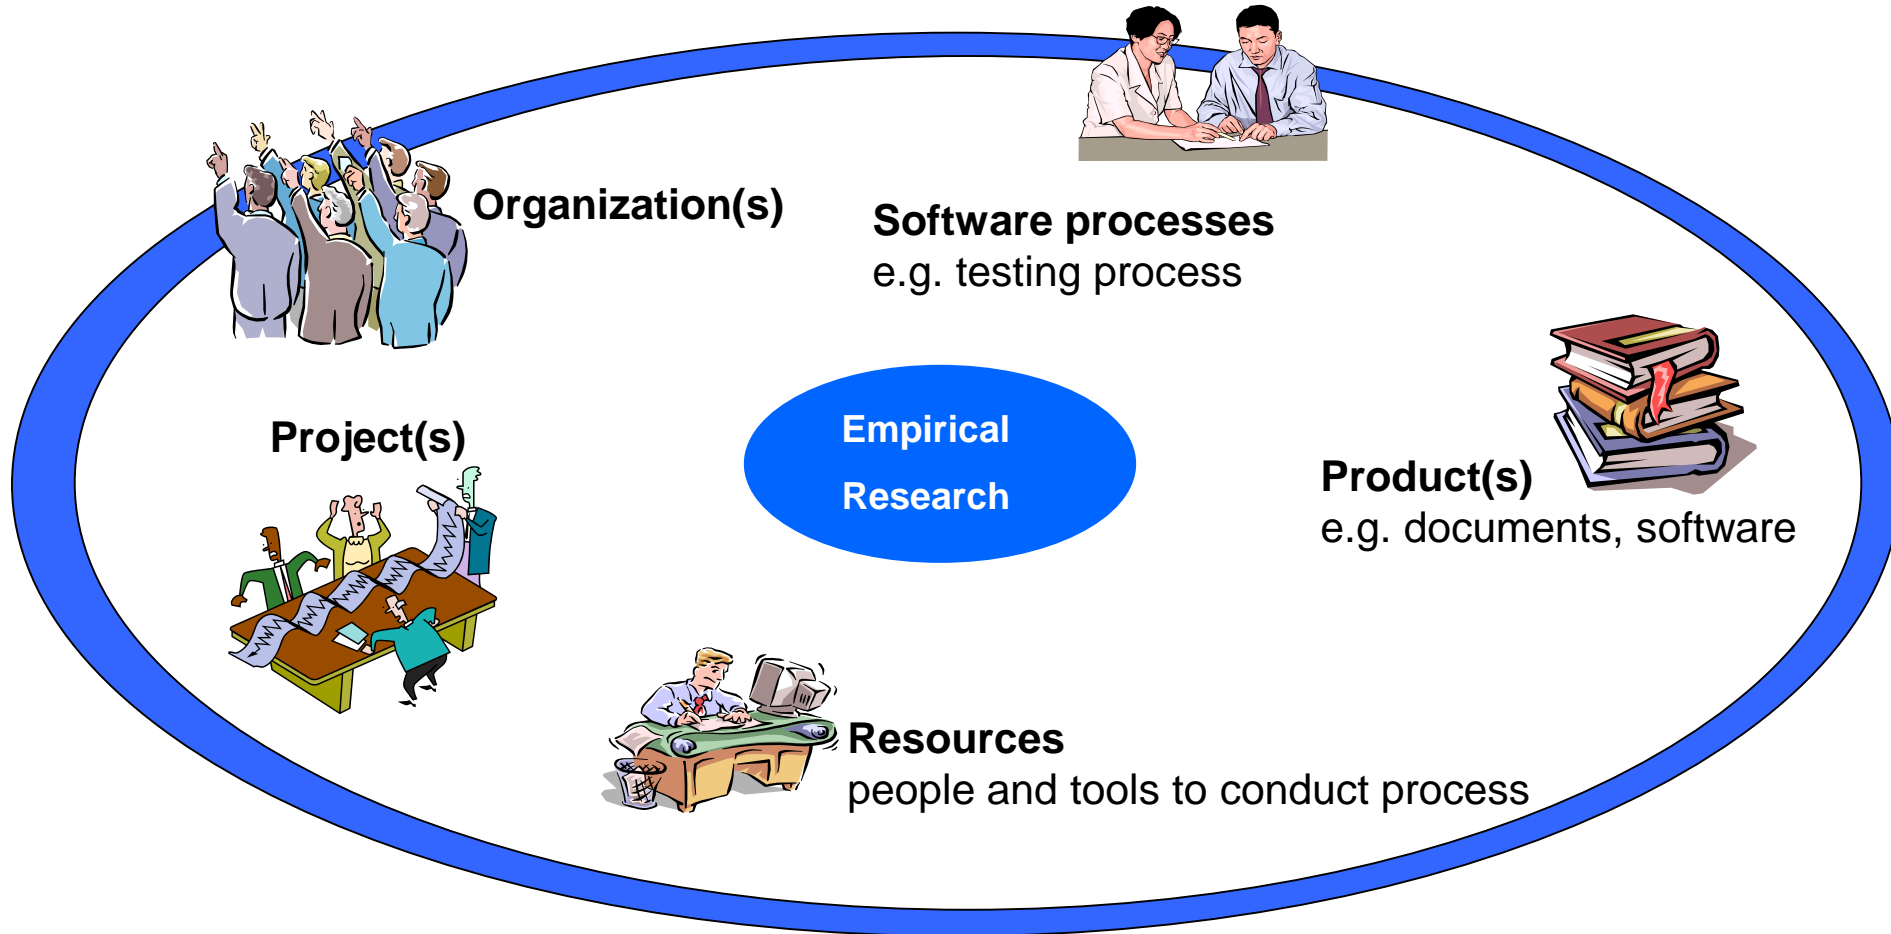 Organization(s)
Software processes
e.g. testing process
Project(s)
Empirical
Research
Product(s)
e.g. documents, software
Resources
people and tools to conduct process